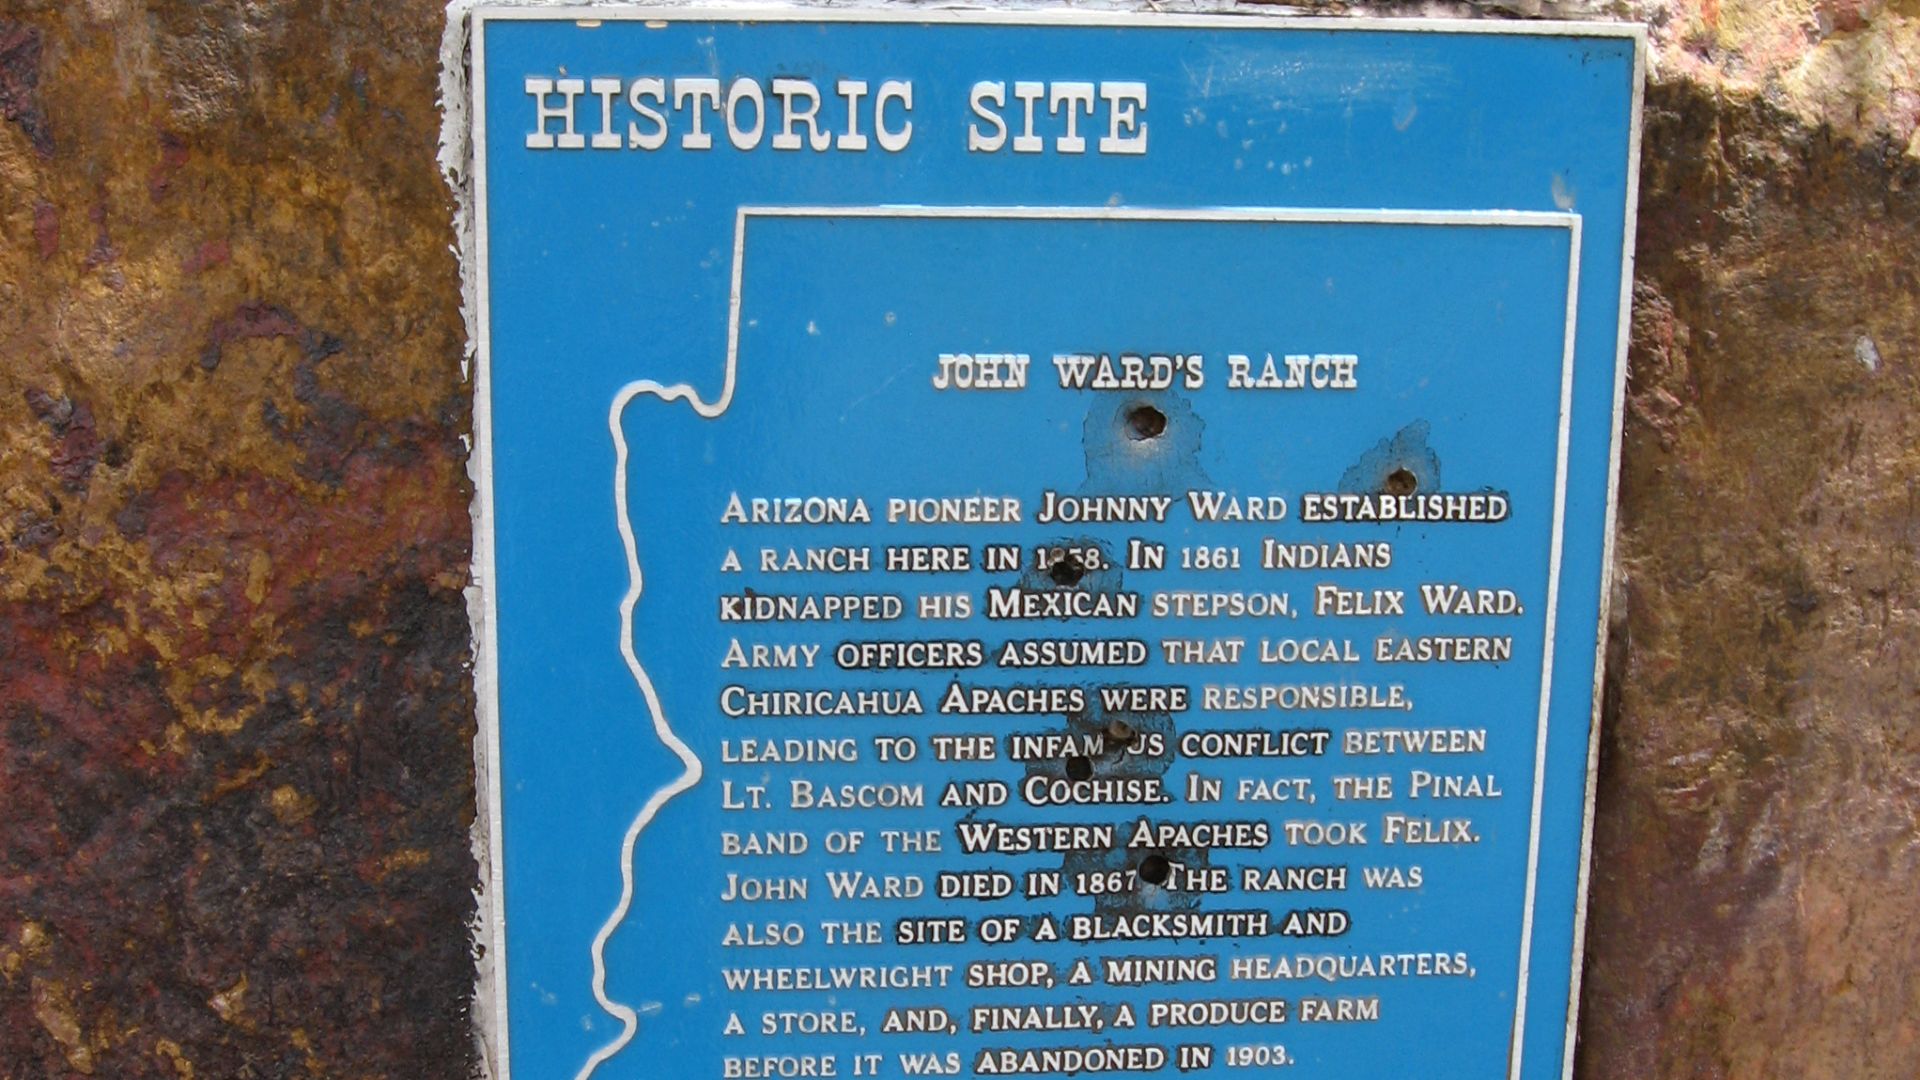 HISTORIC SITE
JOHN WARD'S RANCH
ARIZONA PIONEER JOHNNY WARD ESTABLISHED
A RANCH HERE IN 1858. IN 1861 INDIANS
KIDNAPPED HIS MEXICAN STEPSON, FELIX WARD.
ARMY OFFICERS ASSUMED THAT LOCAL EASTERN
CHIRICAHUA APACHES WERE RESPONSIBLE,
LEADING TO THE INFAMOUS CONFLICT BETWEEN
LT. BASCOM AND COCHISE. IN FACT, THE PINAL
BAND OF THE WESTERN APACHES TOOK FELIX.
JOHN WARD DIED IN 1867. THE RANCH WAS
ALSO THE SITE OF A BLACKSMITH AND
WHEELWRIGHT SHOP, A MINING HEADQUARTERS,
A STORE, AND, FINALLY, A PRODUCE FARM
BEFORE IT WAS ABANDONED IN 1903.